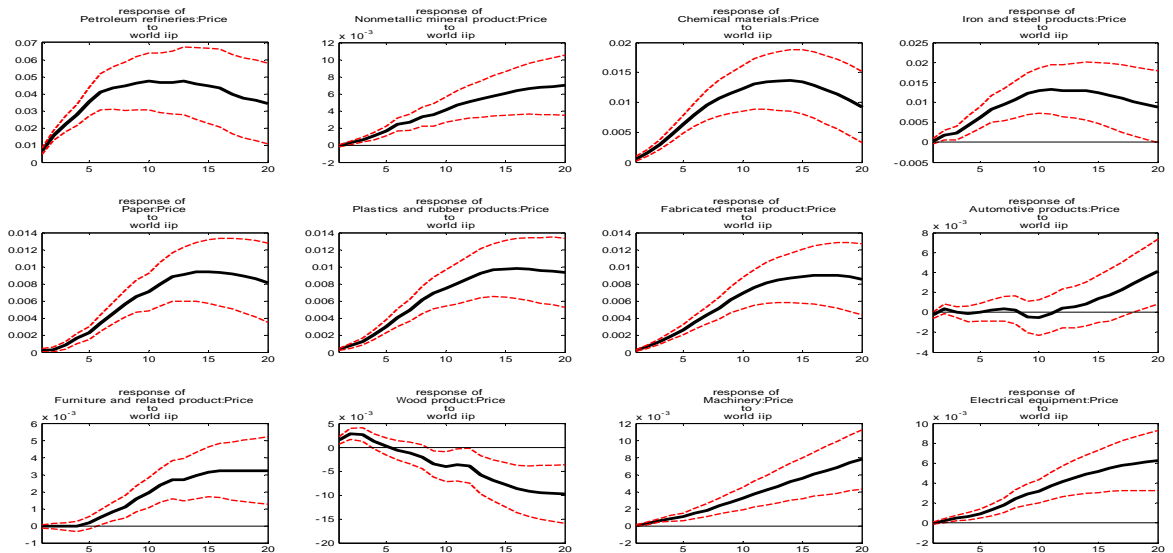 response of
Petroleum refineries:Price
to
world iip
0.07
0.06
0.05
0.04
0.03
0.02
0.01
0
5 10 15 20
response of
Nonmetallic mineral product:Price
to
world iip
x 10^-3
12
10
8
6
4
2
0
-2
5 10 15 20
response of
Chemical materials:Price
to
world iip
0.02
0.015
0.01
0.005
0
5 10 15 20
response of
Iron and steel products:Price
to
world iip
0.025
0.02
0.015
0.01
0.005
0
-0.005
5 10 15 20
response of
Paper:Price
to
world iip
0.014
0.012
0.01
0.008
0.006
0.004
0.002
0
5 10 15 20
response of
Plastics and rubber products:Price
to
world iip
0.014
0.012
0.01
0.008
0.006
0.004
0.002
0
5 10 15 20
response of
Fabricated metal product:Price
to
world iip
0.014
0.012
0.01
0.008
0.006
0.004
0.002
0
5 10 15 20
response of
Automotive products:Price
to
world iip
x 10^-3
8
6
4
2
0
-2
-4
5 10 15 20
response of
Furniture and related product:Price
to
world iip
x 10^-3
6
5
4
3
2
1
0
-1
5 10 15 20
response of
Wood product:Price
to
world iip
x 10^-3
5
0
-5
-10
-15
-20
5 10 15 20
response of
Machinery:Price
to
world iip
x 10^-3
12
10
8
6
4
2
0
-2
5 10 15 20
response of
Electrical equipment:Price
to
world iip
x 10^-3
10
8
6
4
2
0
-2
5 10 15 20